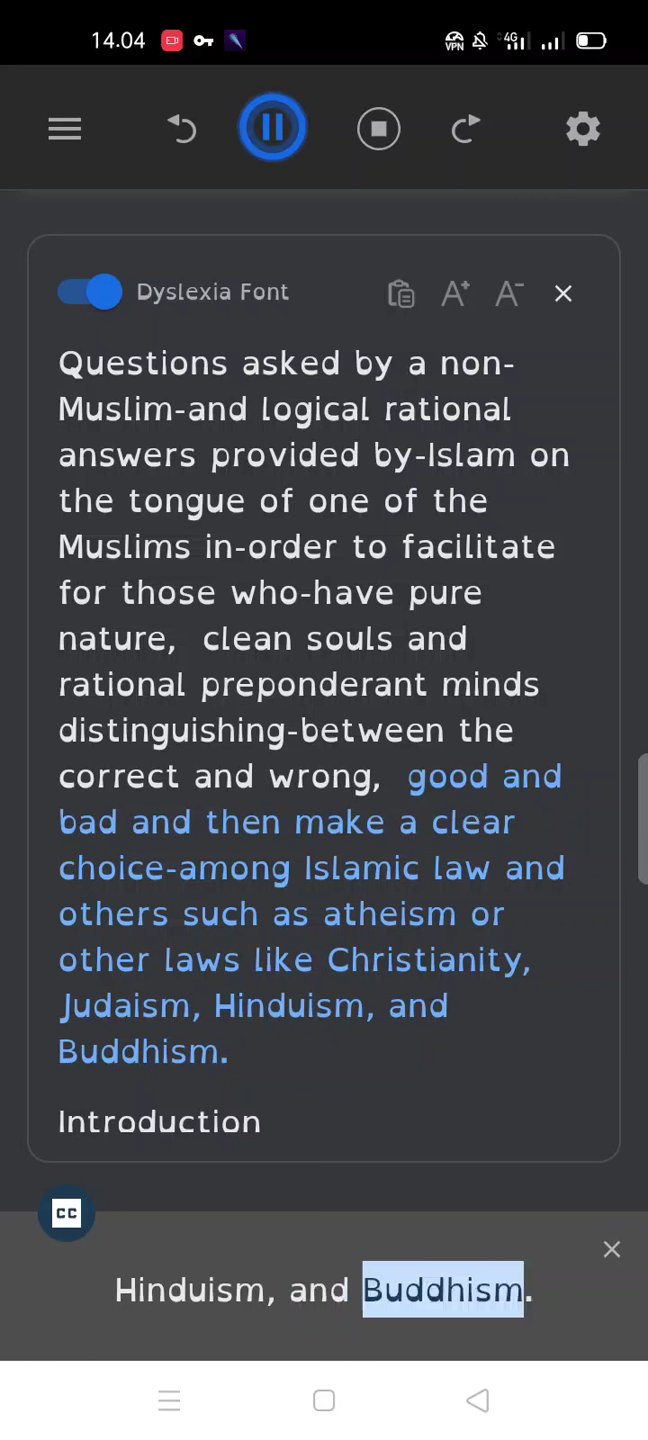 14.04
VPN 4G
Dyslexia Font A+ A-
Questions asked by a non-
Muslim-and logical rational
answers provided by-Islam on
the tongue of one of the
Muslims in-order to facilitate
for those who-have pure
nature,  clean souls and
rational preponderant minds
distinguishing-between the
correct and wrong,  good and
bad and then make a clear
choice-among Islamic law and
others such as atheism or
other laws like Christianity,
Judaism, Hinduism, and
Buddhism.
Introduction
CC
Hinduism, and Buddhism.